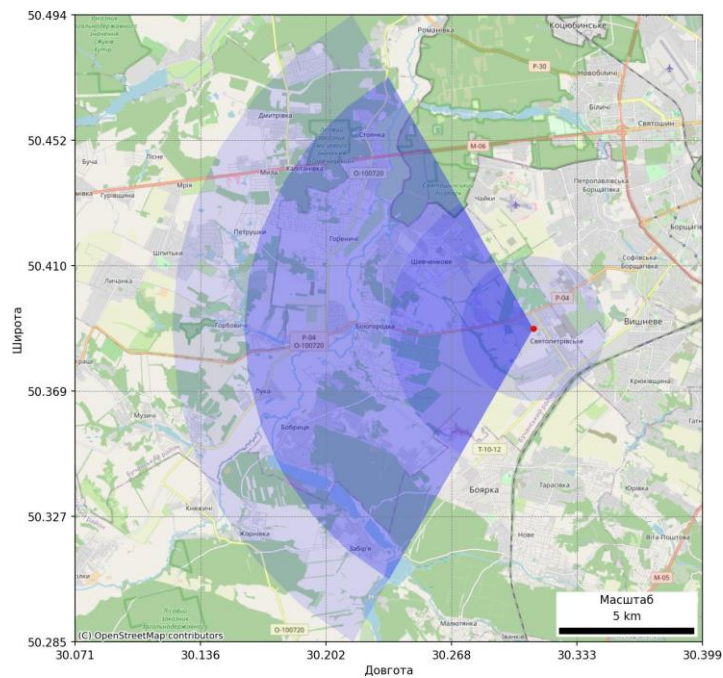 50.494
50.452
50.410
50.369
50.327
50.285
Широта
30.071
30.136
30.202
30.268
30.333
30.399
Довгота
Романівка
Коцюбинське
Р-30
Новобіличі
Біличі
Святошин
Дмитрівка
Стоянка
М-06
Буча
Лісне
Мрія
Мила
Капітанівка
О-100720
Гурівщина
Петропавлівська
Борщагівка
Чайки
Петрушки
Тореничі
Шевченкове
Софіївська
Борщагівка
Шпитьки
Личанка
Р-04
Вишневе
Святопетрівське
Горбовичі
Білогородка
Р-04
О-100720
Крюківщина
Лука
Музичі
Бобриця
Т-10-12
Боярка
Тарасівка
Юрівка
Княжичі
Нове
Віта-Поштова
Жорнівка
Забір'я
М-05
О-100720
Малютянка
Масштаб
5 km
(C) OpenStreetMap contributors